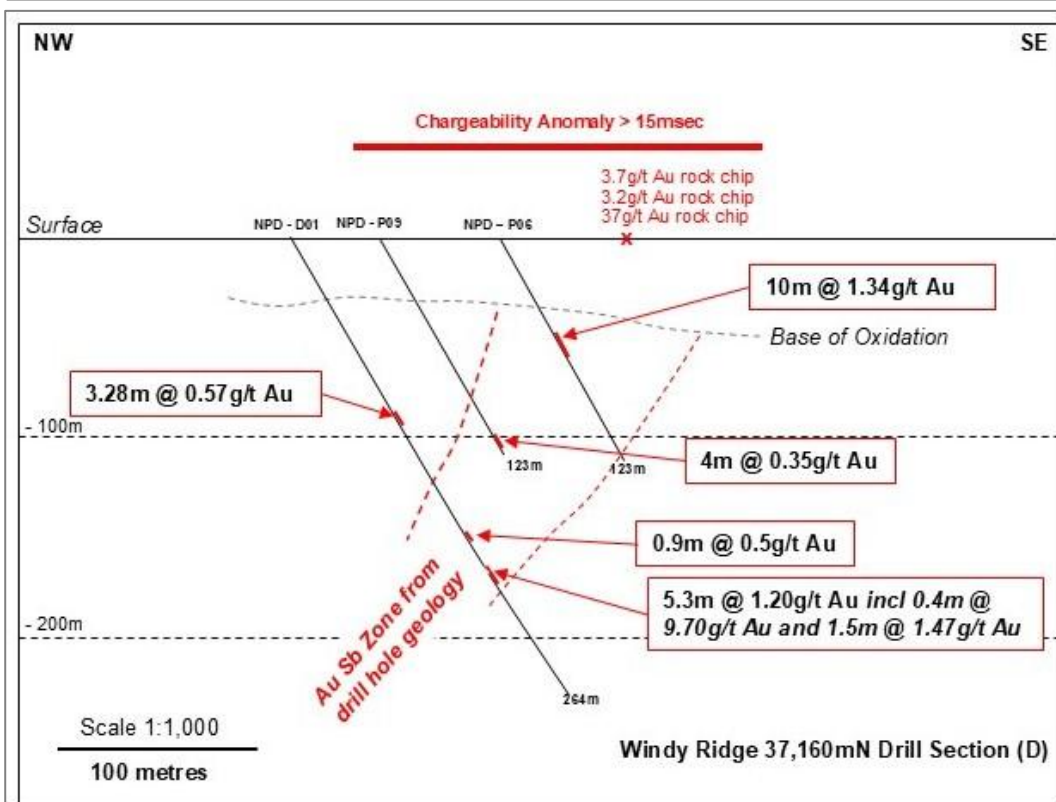 NW
SE
Chargeability Anomaly > 15msec
3.7g/t Au rock chip
3.2g/t Au rock chip
37g/t Au rock chip
x
Surface
NPD - D01
NPD - P09
NPD – P06
10m @ 1.34g/t Au
Base of Oxidation
3.28m @ 0.57g/t Au
- 100m
4m @ 0.35g/t Au
123m
123m
0.9m @ 0.5g/t Au
5.3m @ 1.20g/t Au incl 0.4m @
9.70g/t Au and 1.5m @ 1.47g/t Au
Au Sb Zone from
drill hole geology
- 200m
264m
Scale 1:1,000
100 metres
Windy Ridge 37,160mN Drill Section (D)